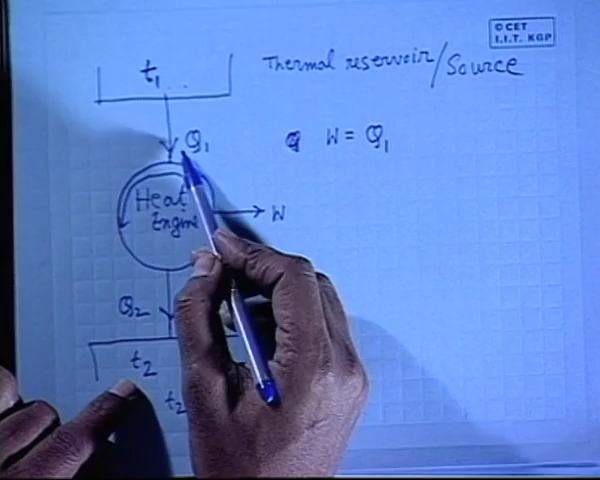 © CET
I.I.T. KGP
Thermal reservoir/Source
t₁
Q₁
W = Q₁
Heat
Engine
W
Q₂
t₂
t₂